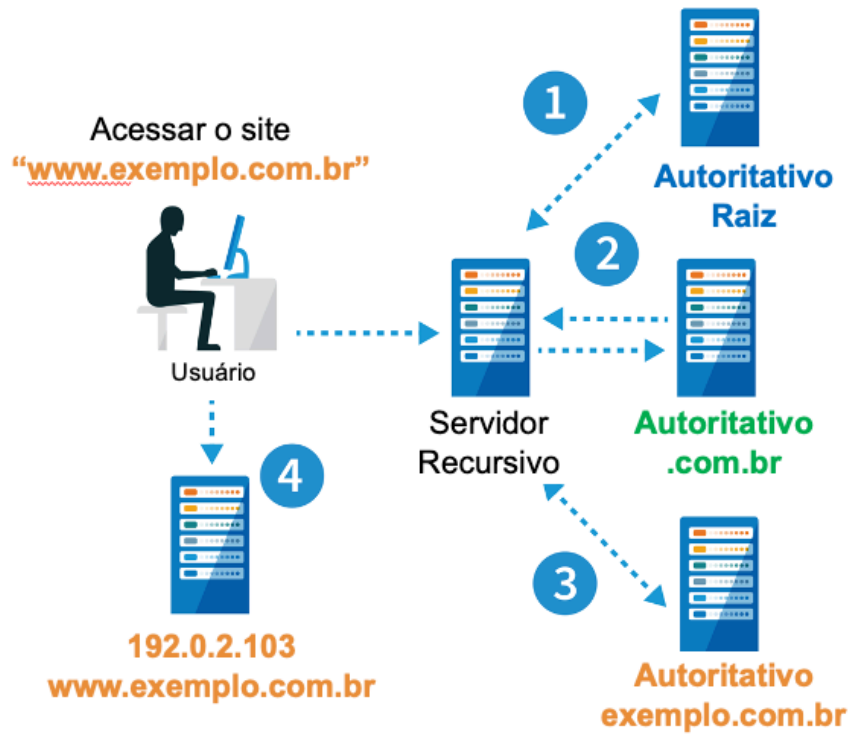 Acessar o site
“www.exemplo.com.br”
Usuário
1
Autoritativo
Raiz
2
Servidor
Recursivo
Autoritativo
.com.br
4
192.0.2.103
www.exemplo.com.br
3
Autoritativo
exemplo.com.br